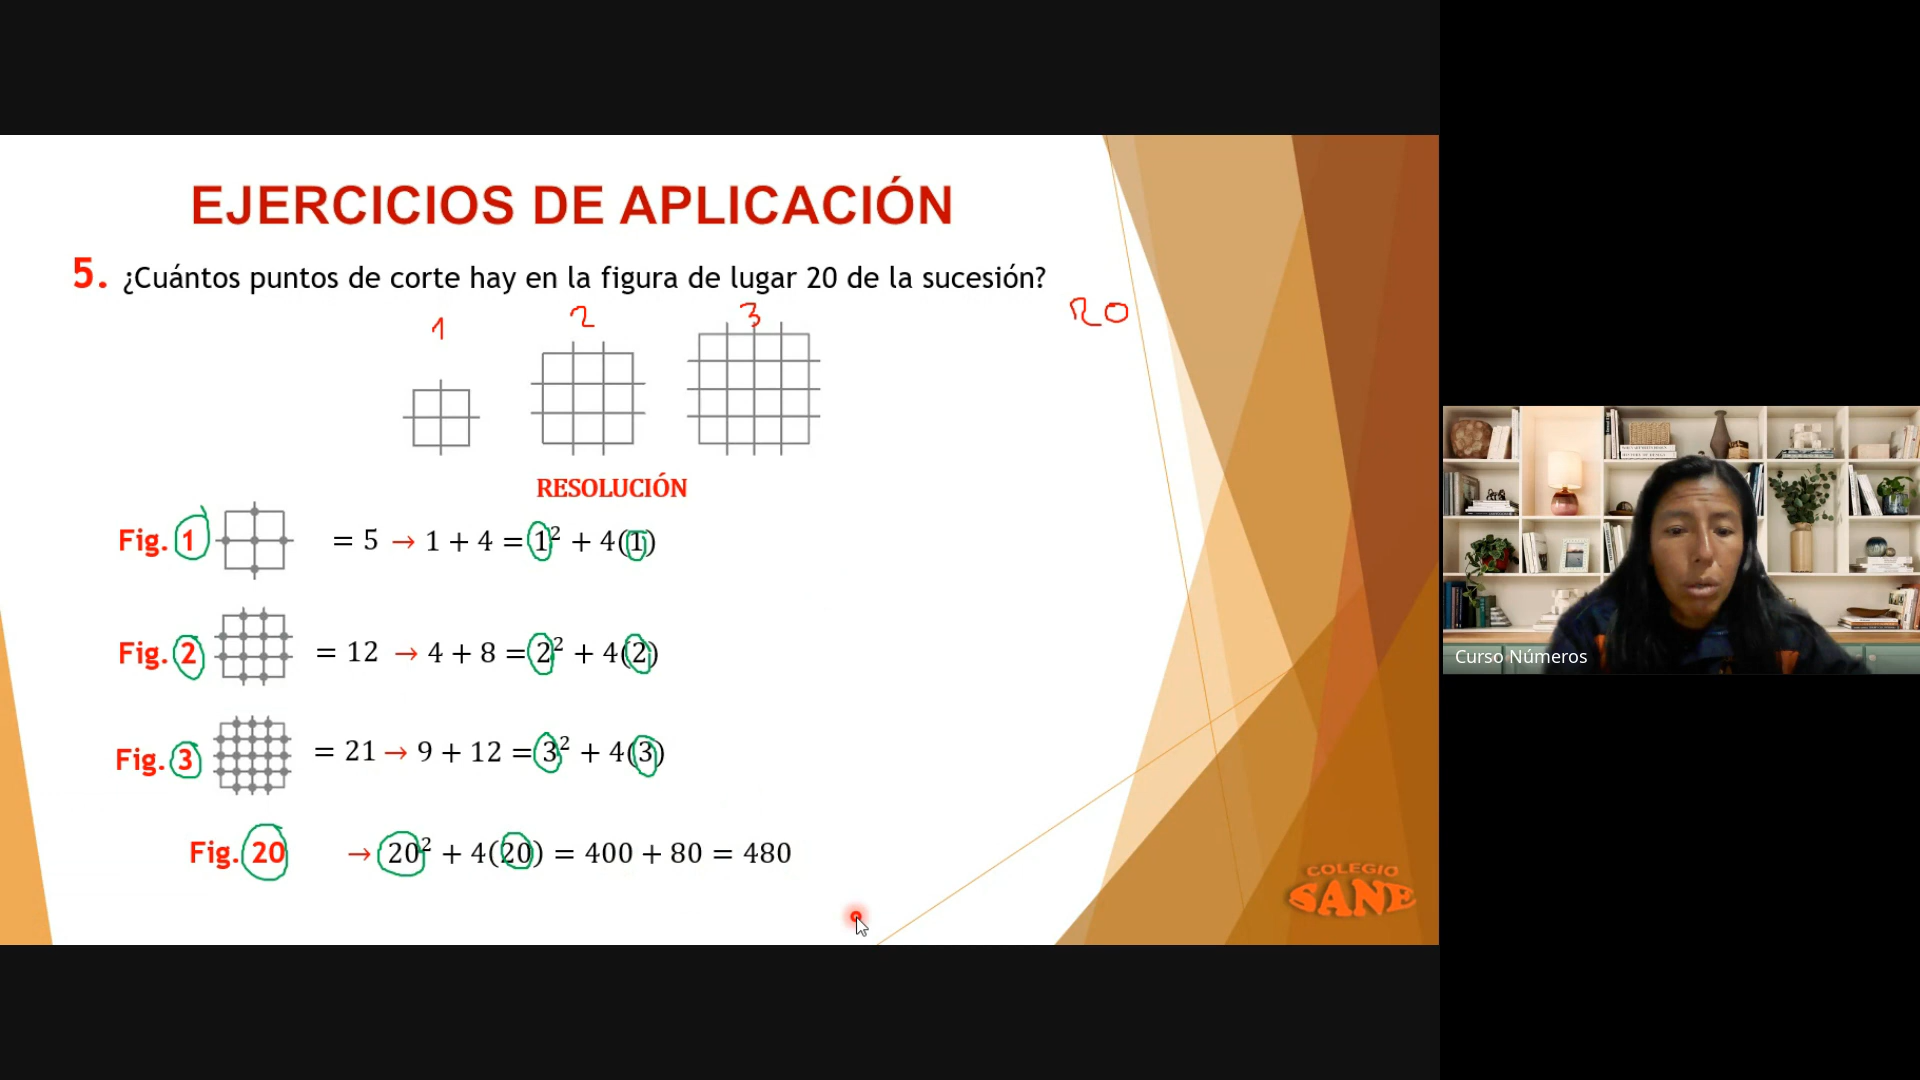 EJERCICIOS DE APLICACIÓN
5. ¿Cuántos puntos de corte hay en la figura de lugar 20 de la sucesión?
1 2 3 20
RESOLUCIÓN
Fig. 1 = 5 → 1 + 4 = 1² + 4(1)
Fig. 2 = 12 → 4 + 8 = 2² + 4(2)
Fig. 3 = 21 → 9 + 12 = 3² + 4(3)
Fig. 20 → 20² + 4(20) = 400 + 80 = 480
COLEGIO
SANE
Curso Números